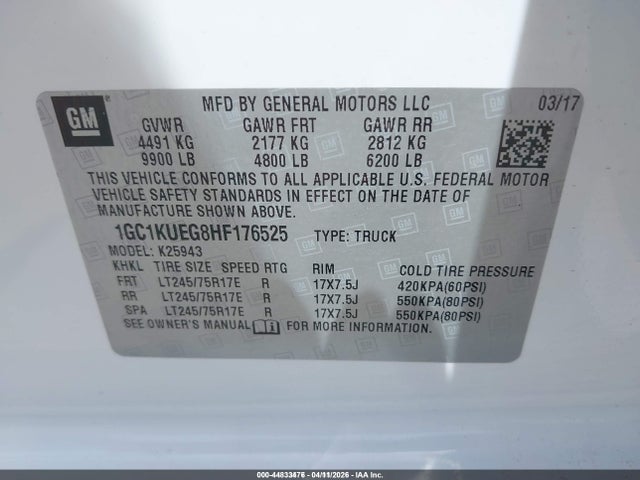 GM
MFD BY GENERAL MOTORS LLC 03/17
GVWR GAWR FRT GAWR RR
4491 KG 2177 KG 2812 KG
9900 LB 4800 LB 6200 LB
THIS VEHICLE CONFORMS TO ALL APPLICABLE U.S. FEDERAL MOTOR
VEHICLE SAFETY STANDARDS IN EFFECT ON THE DATE OF
MANUFACTURE SHOWN ABOVE.
1GC1KUEG8HF176525 TYPE: TRUCK
MODEL: K25943
KHKL TIRE SIZE SPEED RTG RIM COLD TIRE PRESSURE
FRT LT245/75R17E R 17X7.5J 420KPA(60PSI)
RR LT245/75R17E R 17X7.5J 550KPA(80PSI)
SPA LT245/75R17E R 17X7.5J 550KPA(80PSI)
SEE OWNER'S MANUAL FOR MORE INFORMATION.
000-44833476 - 04/11/2026 - IAA Inc.